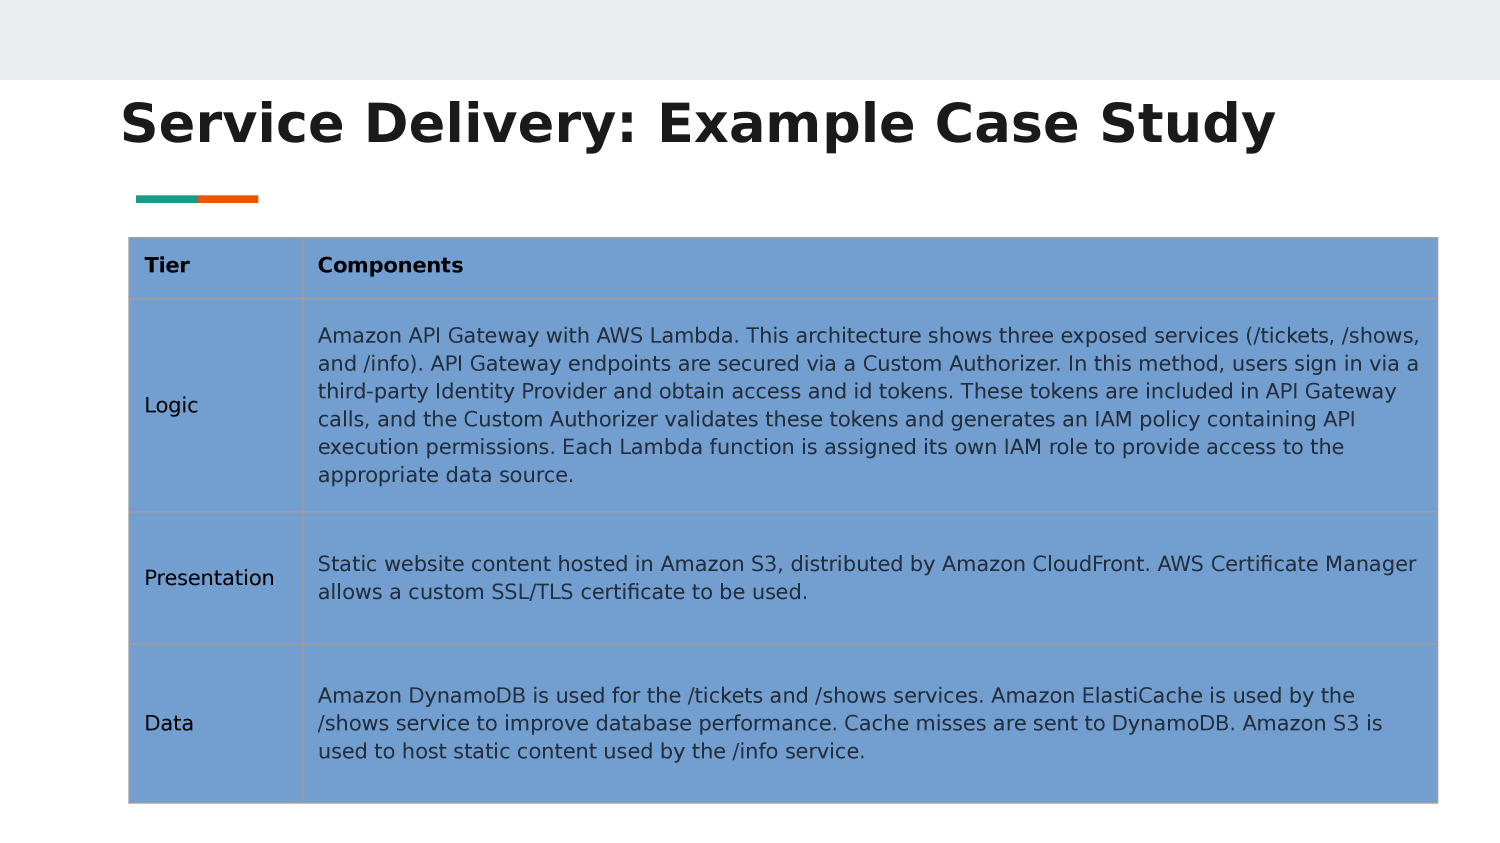 Service Delivery: Example Case Study
Tier
Components
Logic
Amazon API Gateway with AWS Lambda. This architecture shows three exposed services (/tickets, /shows,
and /info). API Gateway endpoints are secured via a Custom Authorizer. In this method, users sign in via a
third-party Identity Provider and obtain access and id tokens. These tokens are included in API Gateway
calls, and the Custom Authorizer validates these tokens and generates an IAM policy containing API
execution permissions. Each Lambda function is assigned its own IAM role to provide access to the
appropriate data source.
Presentation
Static website content hosted in Amazon S3, distributed by Amazon CloudFront. AWS Certificate Manager
allows a custom SSL/TLS certificate to be used.
Data
Amazon DynamoDB is used for the /tickets and /shows services. Amazon ElastiCache is used by the
/shows service to improve database performance. Cache misses are sent to DynamoDB. Amazon S3 is
used to host static content used by the /info service.